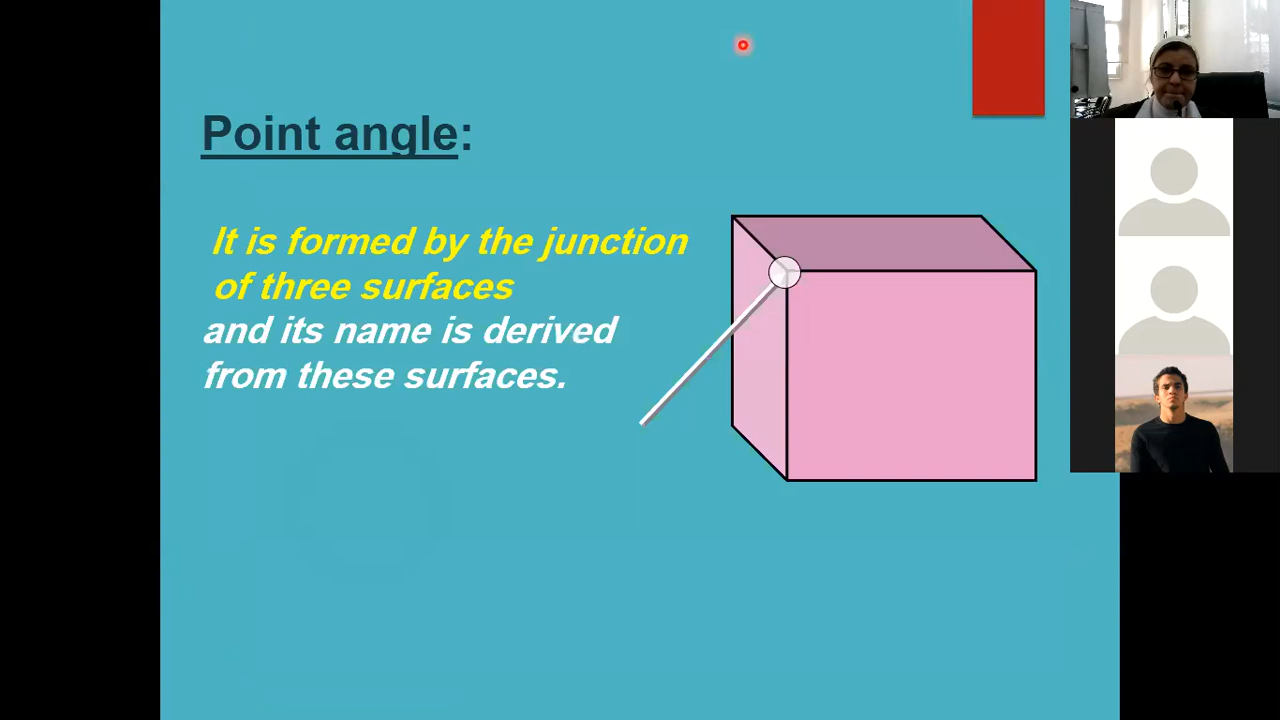 Point angle:
It is formed by the junction
of three surfaces
and its name is derived
from these surfaces.